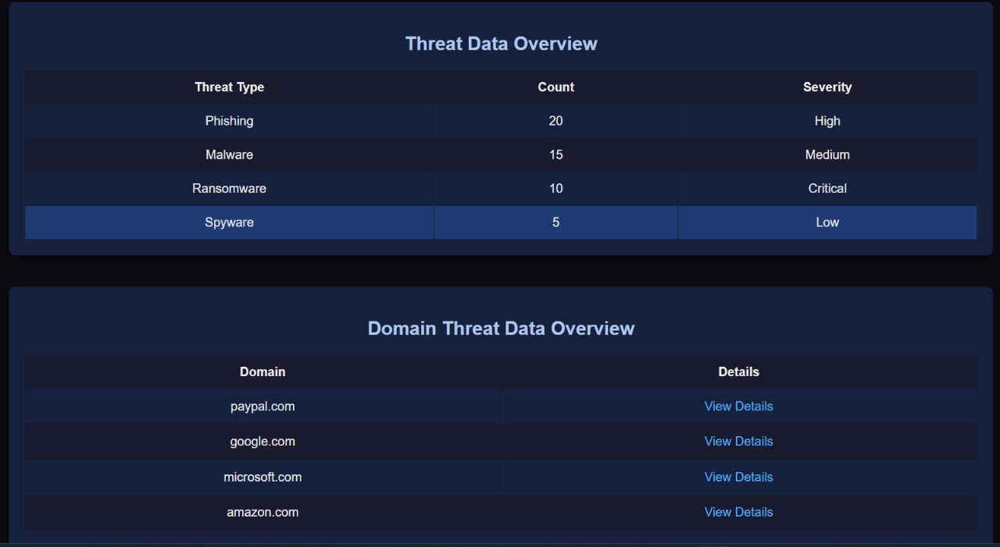 Threat Data Overview
Threat Type Count Severity
Phishing 20 High
Malware 15 Medium
Ransomware 10 Critical
Spyware 5 Low
Domain Threat Data Overview
Domain Details
paypal.com View Details
google.com View Details
microsoft.com View Details
amazon.com View Details